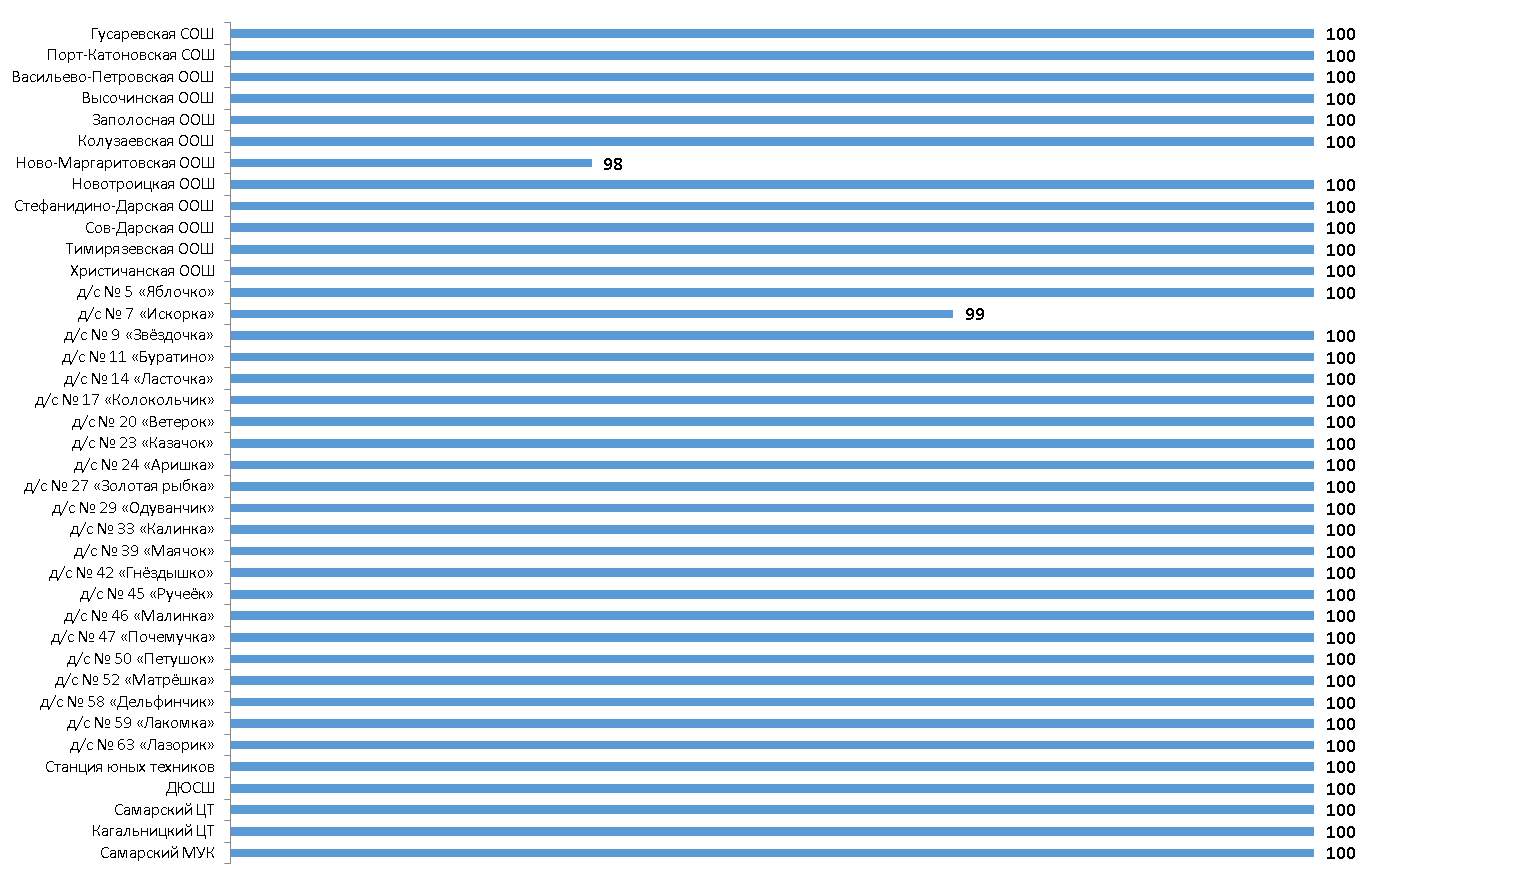 Гусаревская СОШ 100
Порт-Катоновская СОШ 100
Васильево-Петровская ООШ 100
Высочинская ООШ 100
Заполосная ООШ 100
Колузаевская ООШ 100
Ново-Маргаритовская ООШ 98
Новотроицкая ООШ 100
Стефанидино-Дарская ООШ 100
Сов-Дарская ООШ 100
Тимирязевская ООШ 100
Христичанская ООШ 100
д/с № 5 «Яблочко» 100
д/с № 7 «Искорка» 99
д/с № 9 «Звёздочка» 100
д/с № 11 «Буратино» 100
д/с № 14 «Ласточка» 100
д/с № 17 «Колокольчик» 100
д/с № 20 «Ветерок» 100
д/с № 23 «Казачок» 100
д/с № 24 «Аришка» 100
д/с № 27 «Золотая рыбка» 100
д/с № 29 «Одуванчик» 100
д/с № 33 «Калинка» 100
д/с № 39 «Маячок» 100
д/с № 42 «Гнёздышко» 100
д/с № 45 «Ручеёк» 100
д/с № 46 «Малинка» 100
д/с № 47 «Почемучка» 100
д/с № 50 «Петушок» 100
д/с № 52 «Матрёшка» 100
д/с № 58 «Дельфинчик» 100
д/с № 59 «Лакомка» 100
д/с № 63 «Лазорик» 100
Станция юных техников 100
ДЮСШ 100
Самарский ЦТ 100
Кагальницкий ЦТ 100
Самарский МУК 100